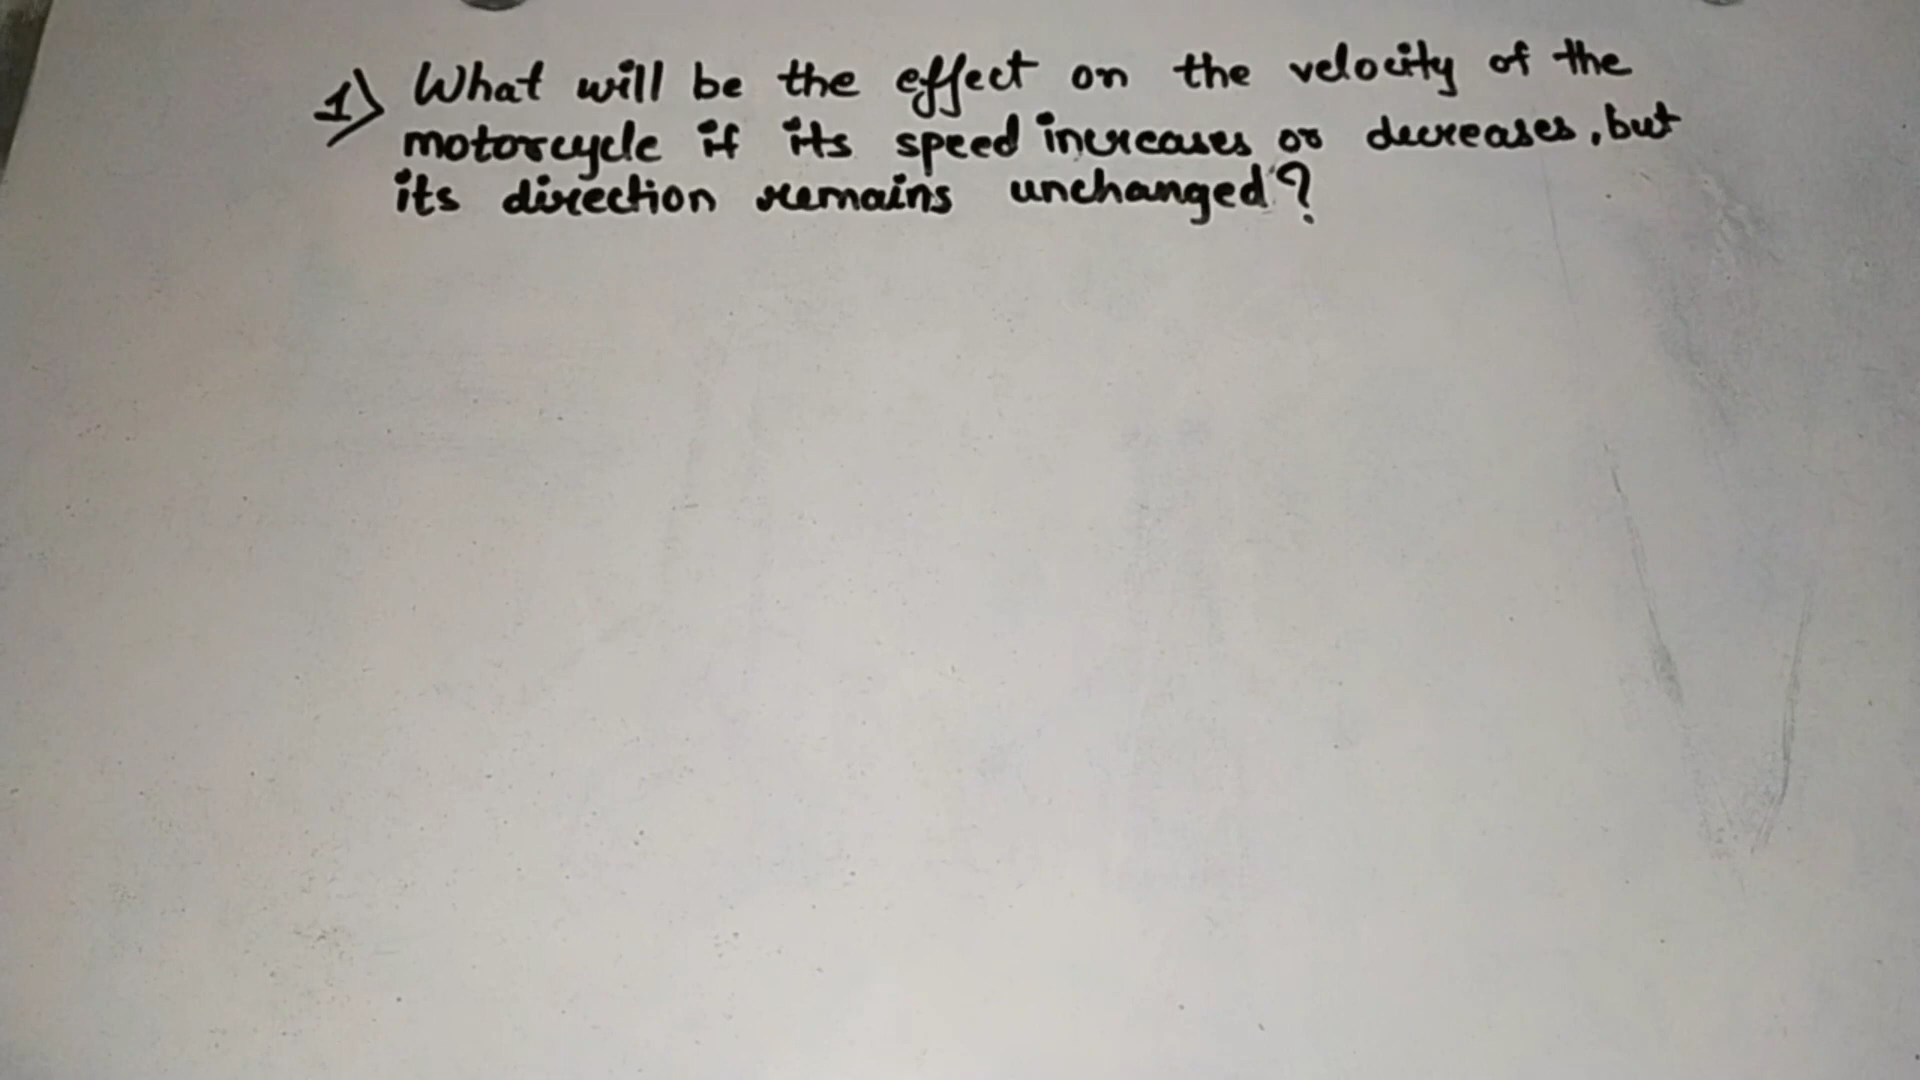 1) What will be the effect on the velocity of the
motorcycle if its speed increases or decreases, but
its direction remains unchanged?